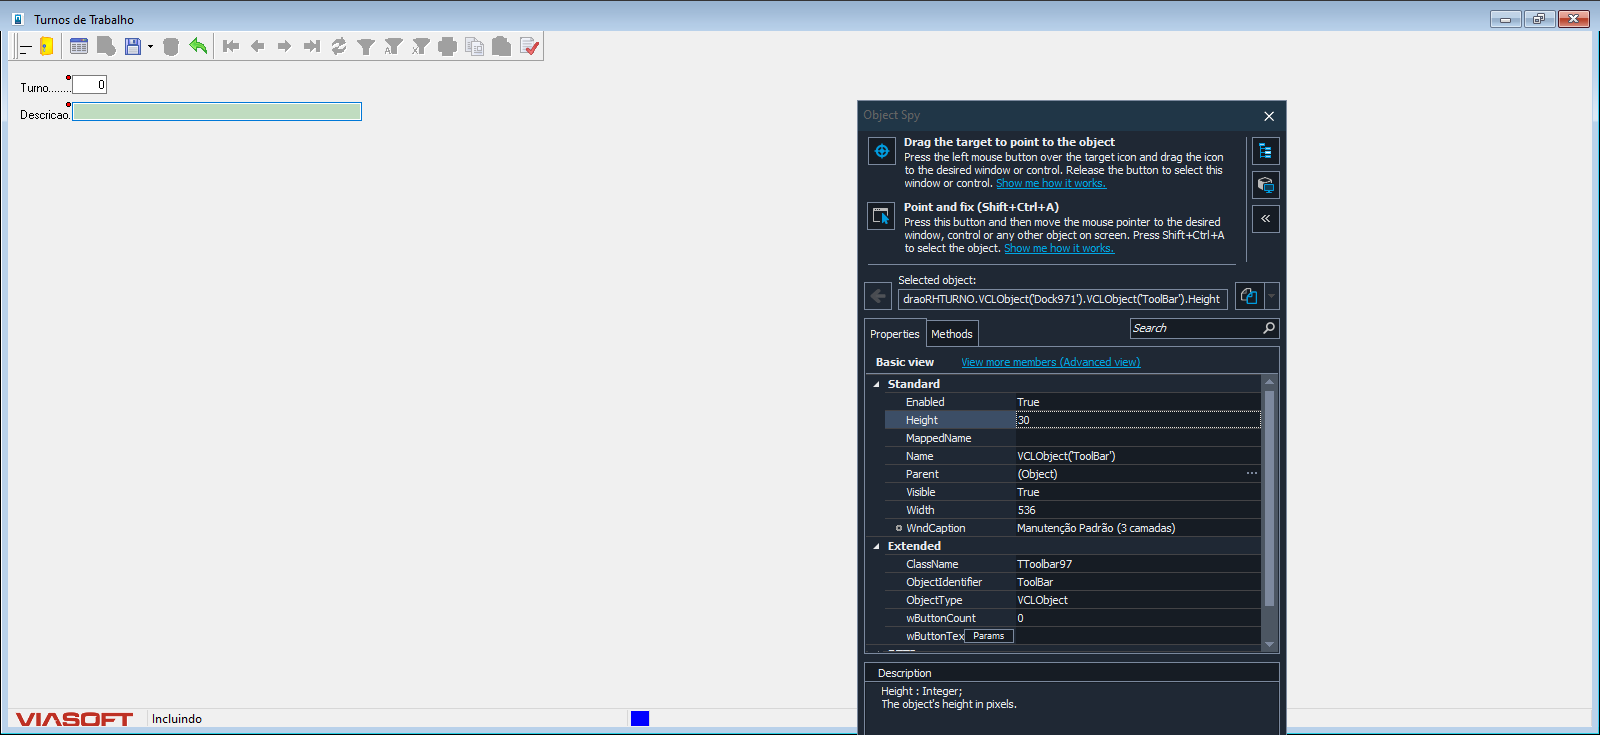 Turnos de Trabalho
Turno........
0
Descricao.
Object Spy
Drag the target to point to the object
Press the left mouse button over the target icon and drag the icon
to the desired window or control. Release the button to select this
window or control. Show me how it works.
Point and fix (Shift+Ctrl+A)
Press this button and then move the mouse pointer to the desired
window, control or any other object on screen. Press Shift+Ctrl+A
to select the object. Show me how it works.
Selected object:
draoRHTURNO.VCLObject('Dock971').VCLObject('ToolBar').Height
Properties
Methods
Search
Basic view
View more members (Advanced view)
Standard
Enabled True
Height 30
MappedName
Name VCLObject('ToolBar')
Parent (Object) ...
Visible True
Width 536
WndCaption Manutenção Padrão (3 camadas)
Extended
ClassName TToolbar97
ObjectIdentifier ToolBar
ObjectType VCLObject
wButtonCount 0
wButtonTex Params
Description
Height : Integer;
The object's height in pixels.
VIASOFT
Incluindo